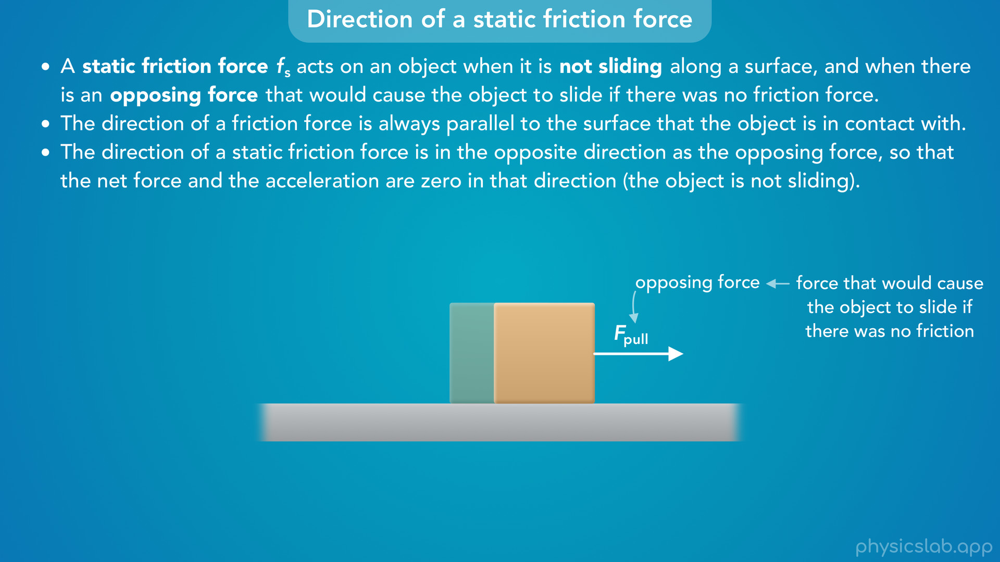 Direction of a static friction force
• A static friction force fs acts on an object when it is not sliding along a surface, and when there
is an opposing force that would cause the object to slide if there was no friction force.
• The direction of a friction force is always parallel to the surface that the object is in contact with.
• The direction of a static friction force is in the opposite direction as the opposing force, so that
the net force and the acceleration are zero in that direction (the object is not sliding).
opposing force
force that would cause
the object to slide if
there was no friction
Fpull
physicslab.app